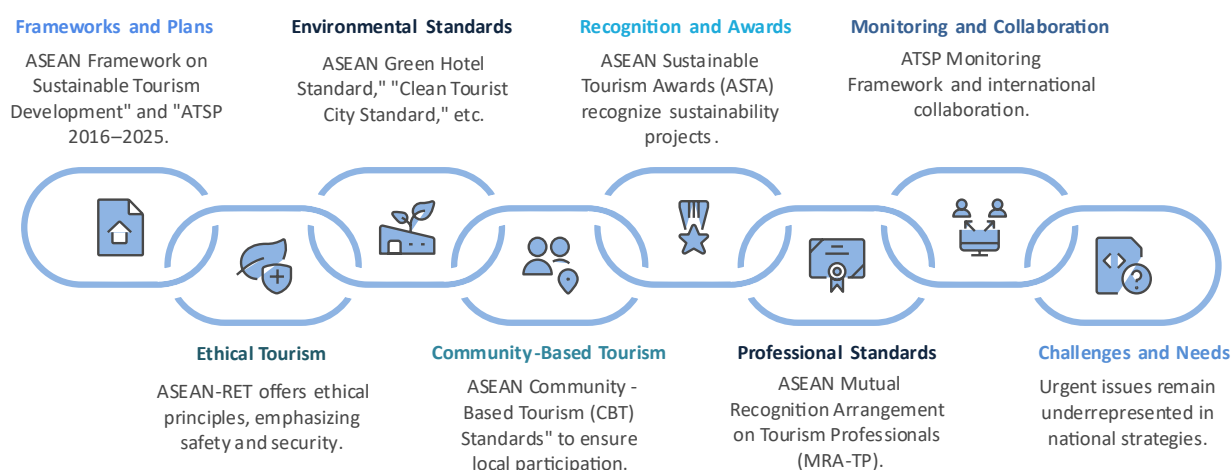 Frameworks and Plans
ASEAN Framework on
Sustainable Tourism
Development" and "ATSP
2016–2025.
Environmental Standards
ASEAN Green Hotel
Standard," "Clean Tourist
City Standard," etc.
Recognition and Awards
ASEAN Sustainable
Tourism Awards (ASTA)
recognize sustainability
projects.
Monitoring and Collaboration
ATSP Monitoring
Framework and international
collaboration.
Ethical Tourism
ASEAN-RET offers ethical
principles, emphasizing
safety and security.
Community-Based Tourism
ASEAN Community -
Based Tourism (CBT)
Standards" to ensure
local participation.
Professional Standards
ASEAN Mutual
Recognition Arrangement
on Tourism Professionals
(MRA-TP).
Challenges and Needs
Urgent issues remain
underrepresented in
national strategies.